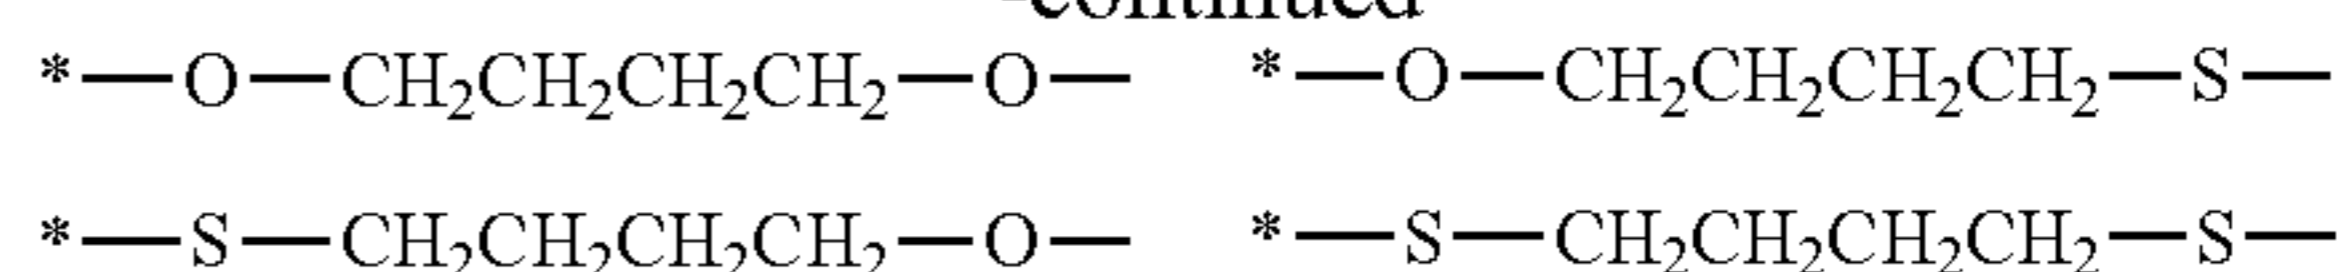 -continued
*—O—CH₂CH₂CH₂CH₂—O— *—O—CH₂CH₂CH₂CH₂—S—
*—S—CH₂CH₂CH₂CH₂—O— *—S—CH₂CH₂CH₂CH₂—S—